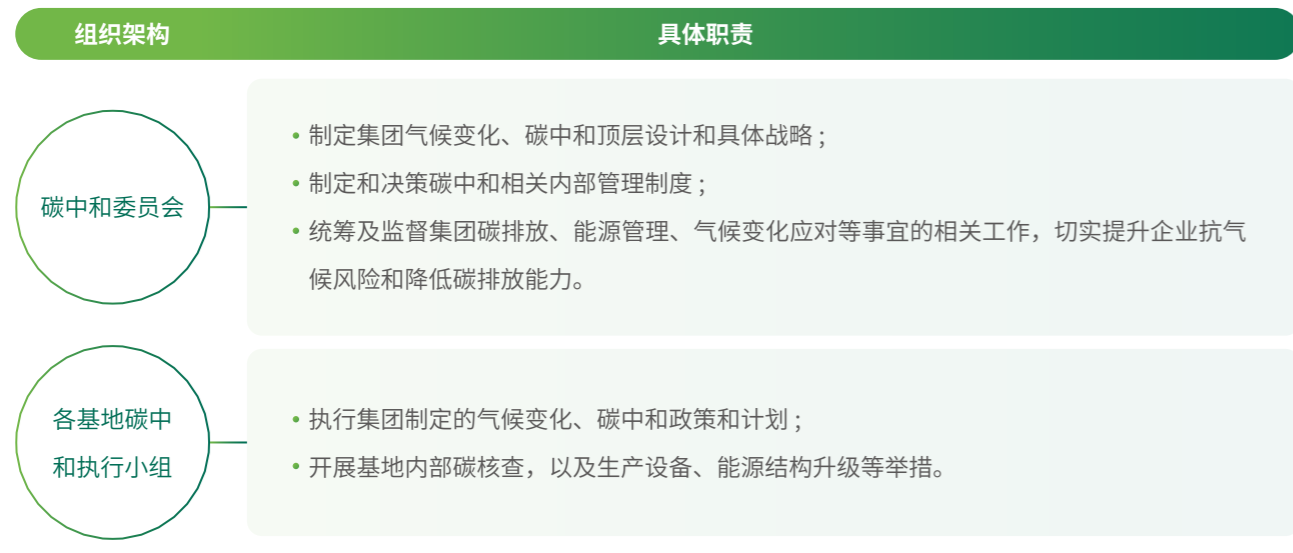 组织架构
具体职责
碳中和委员会
• 制定集团气候变化、碳中和顶层设计和具体战略；
• 制定和决策碳中和相关内部管理制度；
• 统筹及监督集团碳排放、能源管理、气候变化应对等事宜的相关工作，切实提升企业抗气
候风险和降低碳排放能力。
各基地碳中
和执行小组
• 执行集团制定的气候变化、碳中和政策和计划；
• 开展基地内部碳核查，以及生产设备、能源结构升级等举措。